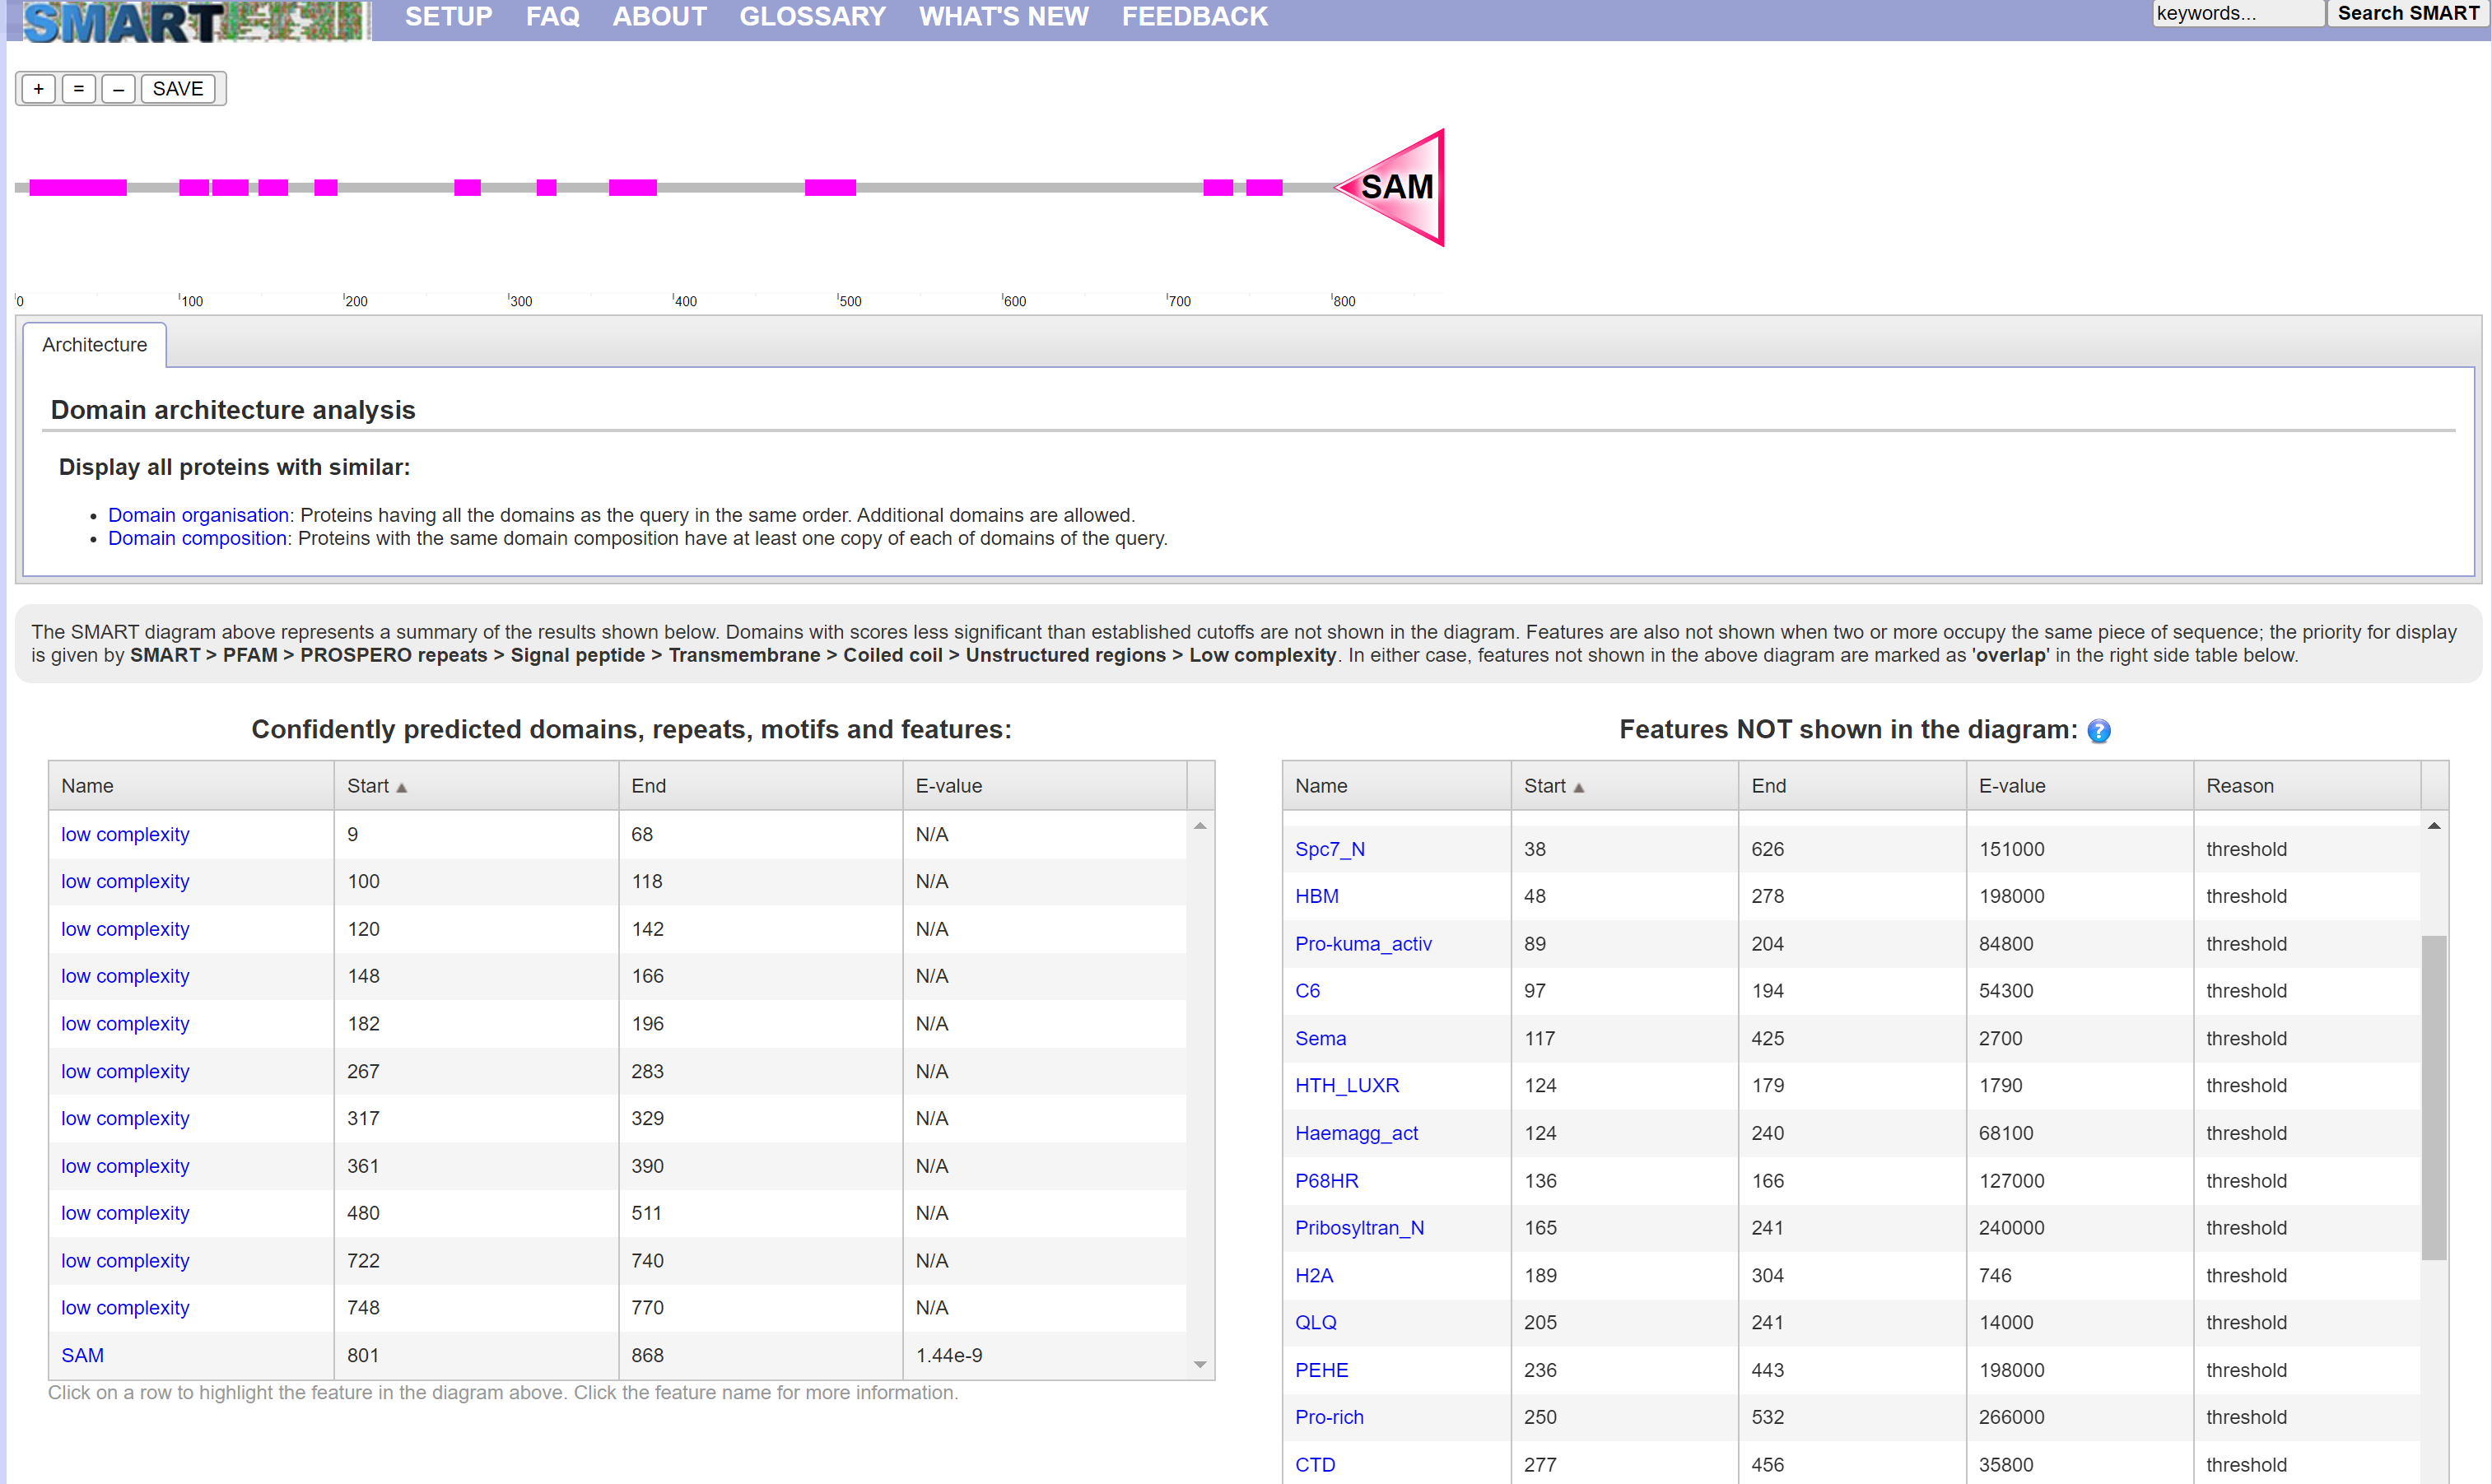 SMART
SETUP FAQ ABOUT GLOSSARY WHAT'S NEW FEEDBACK
keywords... Search SMART
+ = – SAVE
SAM
0 100 200 300 400 500 600 700 800
Architecture
Domain architecture analysis
Display all proteins with similar:
• Domain organisation: Proteins having all the domains as the query in the same order. Additional domains are allowed.
• Domain composition: Proteins with the same domain composition have at least one copy of each of domains of the query.
The SMART diagram above represents a summary of the results shown below. Domains with scores less significant than established cutoffs are not shown in the diagram. Features are also not shown when two or more occupy the same piece of sequence; the priority for display
is given by SMART > PFAM > PROSPERO repeats > Signal peptide > Transmembrane > Coiled coil > Unstructured regions > Low complexity. In either case, features not shown in the above diagram are marked as 'overlap' in the right side table below.
Confidently predicted domains, repeats, motifs and features:
Name Start ▲ End E-value
low complexity 9 68 N/A
low complexity 100 118 N/A
low complexity 120 142 N/A
low complexity 148 166 N/A
low complexity 182 196 N/A
low complexity 267 283 N/A
low complexity 317 329 N/A
low complexity 361 390 N/A
low complexity 480 511 N/A
low complexity 722 740 N/A
low complexity 748 770 N/A
SAM 801 868 1.44e-9
Click on a row to highlight the feature in the diagram above. Click the feature name for more information.
Features NOT shown in the diagram: ?
Name Start ▲ End E-value Reason
Spc7_N 38 626 151000 threshold
HBM 48 278 198000 threshold
Pro-kuma_activ 89 204 84800 threshold
C6 97 194 54300 threshold
Sema 117 425 2700 threshold
HTH_LUXR 124 179 1790 threshold
Haemagg_act 124 240 68100 threshold
P68HR 136 166 127000 threshold
Pribosyltran_N 165 241 240000 threshold
H2A 189 304 746 threshold
QLQ 205 241 14000 threshold
PEHE 236 443 198000 threshold
Pro-rich 250 532 266000 threshold
CTD 277 456 35800 threshold